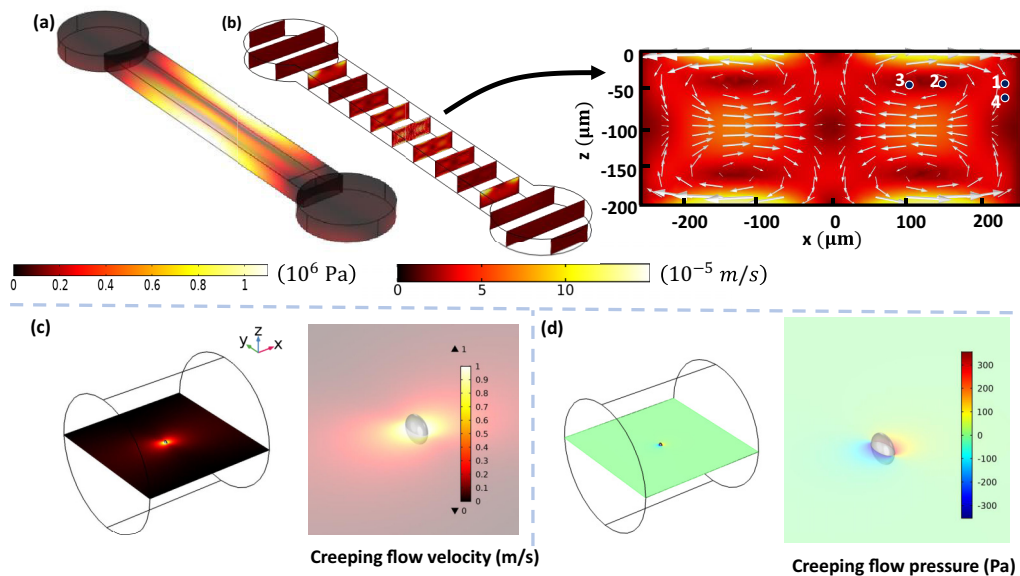 (a)
(b)
0
-50
-100
-150
-200
z (µm)
3 2 1
4
-200 -100 0 100 200
x (µm)
0 0.2 0.4 0.6 0.8 1 (10⁶ Pa)
0 5 10 (10⁻⁵ m/s)
(c)
y z x
▲ 1
1
0.9
0.8
0.7
0.6
0.5
0.4
0.3
0.2
0.1
0
▼ 0
Creeping flow velocity (m/s)
(d)
300
200
100
0
-100
-200
-300
Creeping flow pressure (Pa)